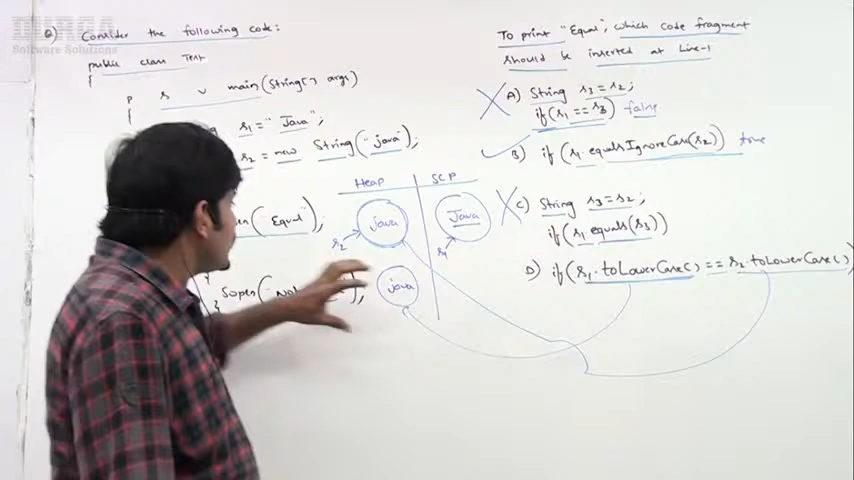 DURGA
Software Solutions
Q) Consider the following code:
public class Test
{
p s v main(String[] args)
{
s1 = "Java";
s2 = new String("java");
("Equal");
}
Sopen("Not
}
Heap
SCP
java
Java
s2
s1
java
To print "Equal", which code fragment
should be inserted at Line-1
A) String s3 = s2;
if (s1 == s3) false
B) if (s1.equalsIgnoreCase(s2)) true
C) String s3 = s2;
if (s1.equals(s3))
D) if (s1.toLowerCase() == s2.toLowerCase())